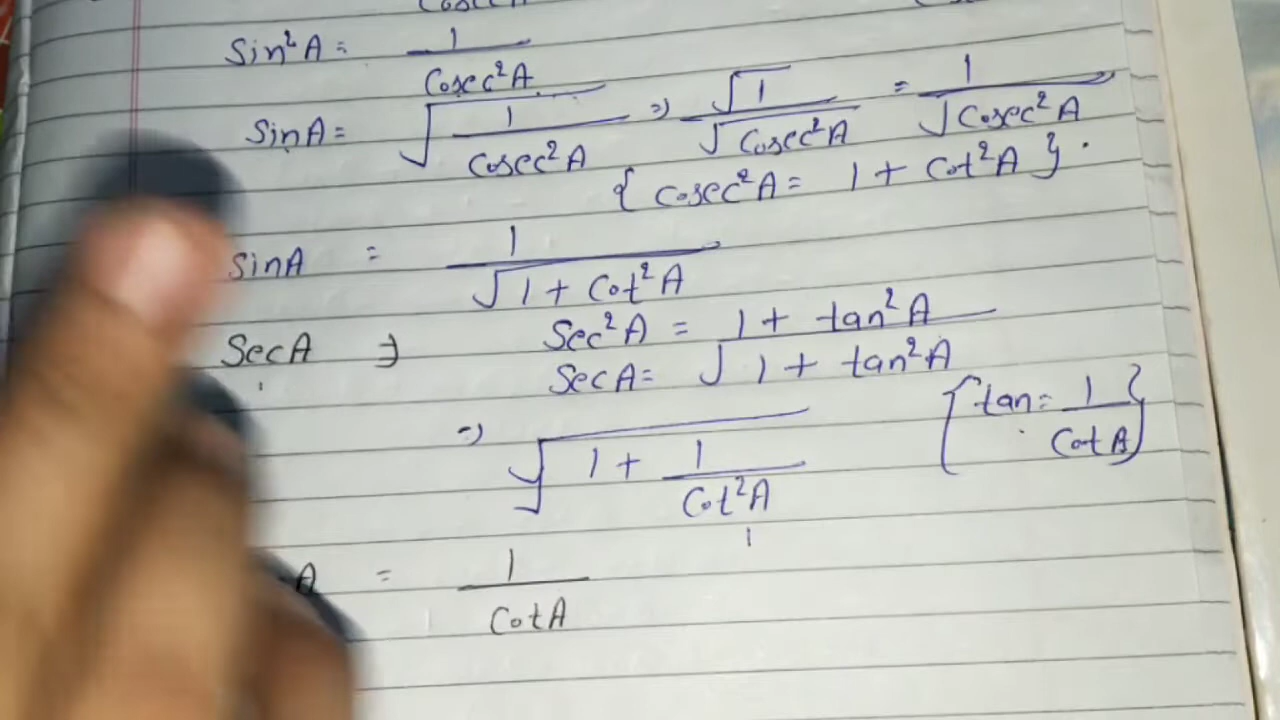 Sin²A = 1/Cosec²A
SinA = √(1/Cosec²A) => √1/√Cosec²A = 1/√Cosec²A
{ Cosec²A = 1 + Cot²A }.
SinA = 1/√(1 + Cot²A)
SecA => Sec²A = 1 + tan²A
SecA = √(1 + tan²A)
=> √(1 + 1/Cot²A) { tan = 1/CotA }
A = 1/CotA